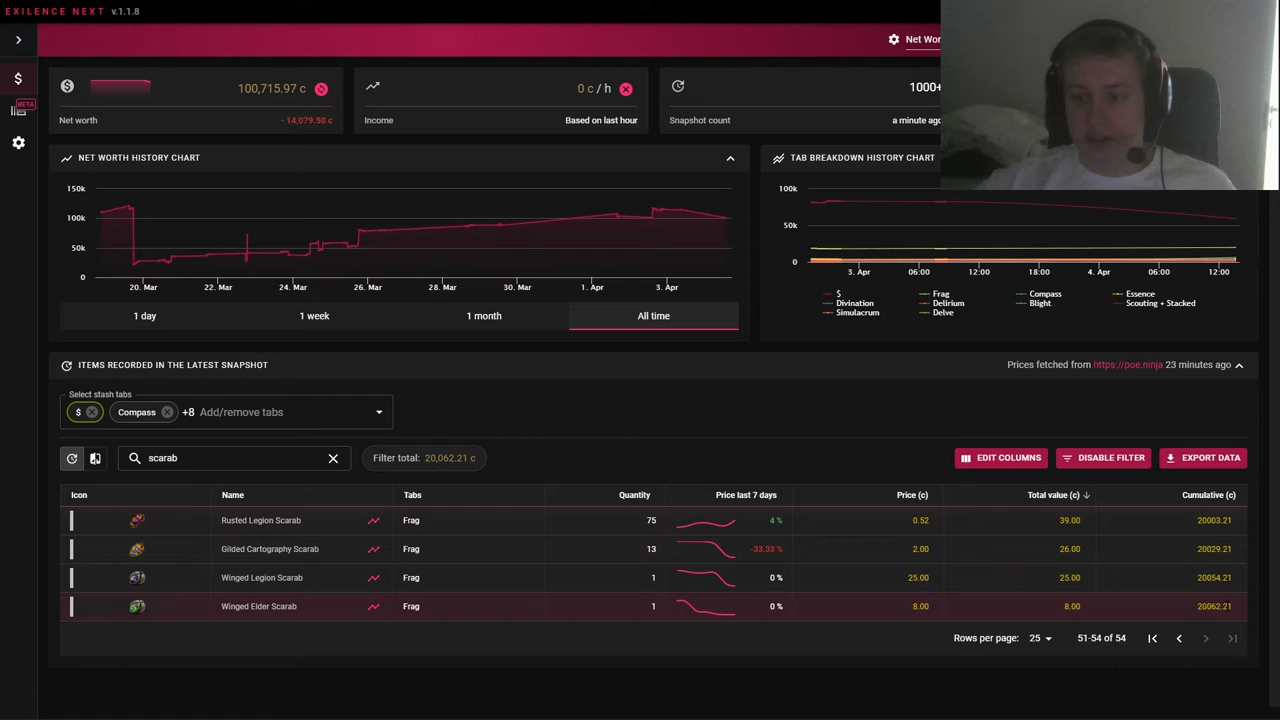 EXILENCE NEXT v.1.1.8
Net Wor
$ 100,715.97 c
Net worth - 14,079.50 c
0 c / h
Income Based on last hour
1000+
Snapshot count a minute ago
BETA
NET WORTH HISTORY CHART
150k
100k
50k
0
20. Mar 22. Mar 24. Mar 26. Mar 28. Mar 30. Mar 1. Apr 3. Apr
1 day 1 week 1 month All time
TAB BREAKDOWN HISTORY CHART
100k
50k
0
3. Apr 06:00 12:00 18:00 4. Apr 06:00 12:00
$ Frag Compass Essence
Divination Delirium Blight Scouting + Stacked
Simulacrum Delve
ITEMS RECORDED IN THE LATEST SNAPSHOT Prices fetched from https://poe.ninja 23 minutes ago
Select stash tabs
$ Compass +8 Add/remove tabs
scarab Filter total: 20,062.21 c EDIT COLUMNS DISABLE FILTER EXPORT DATA
Icon Name Tabs Quantity Price last 7 days Price (c) Total value (c) Cumulative (c)
Rusted Legion Scarab Frag 75 4 % 0.52 39.00 20003.21
Gilded Cartography Scarab Frag 13 -33.33 % 2.00 26.00 20029.21
Winged Legion Scarab Frag 1 0 % 25.00 25.00 20054.21
Winged Elder Scarab Frag 1 0 % 8.00 8.00 20062.21
Rows per page: 25 51-54 of 54